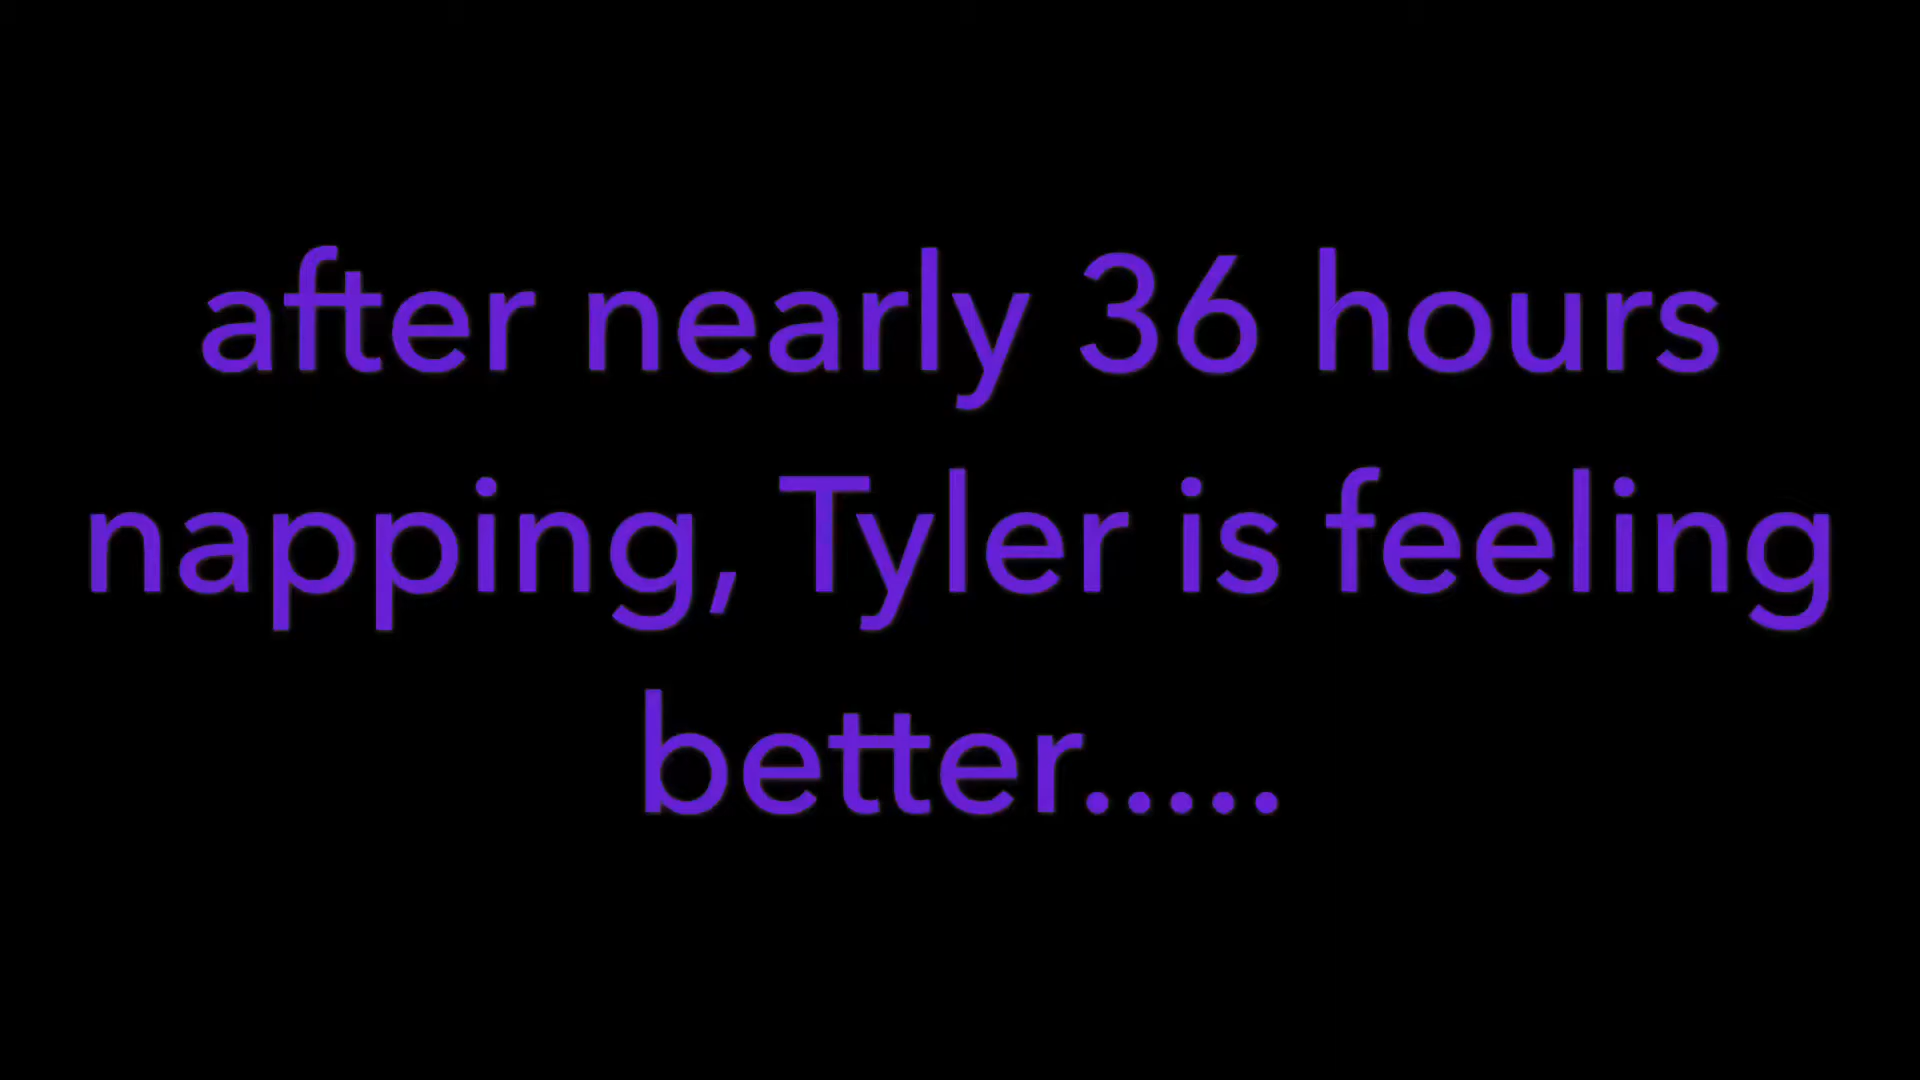 after nearly 36 hours
napping, Tyler is feeling
better.....